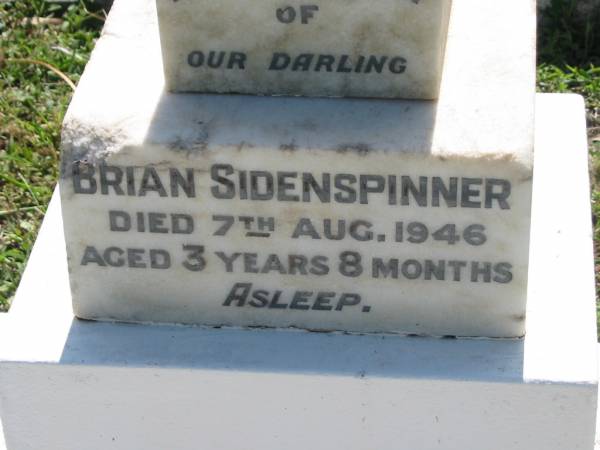 OF
OUR DARLING
BRIAN SIDENSPINNER
DIED 7TH AUG. 1946
AGED 3 YEARS 8 MONTHS
ASLEEP.